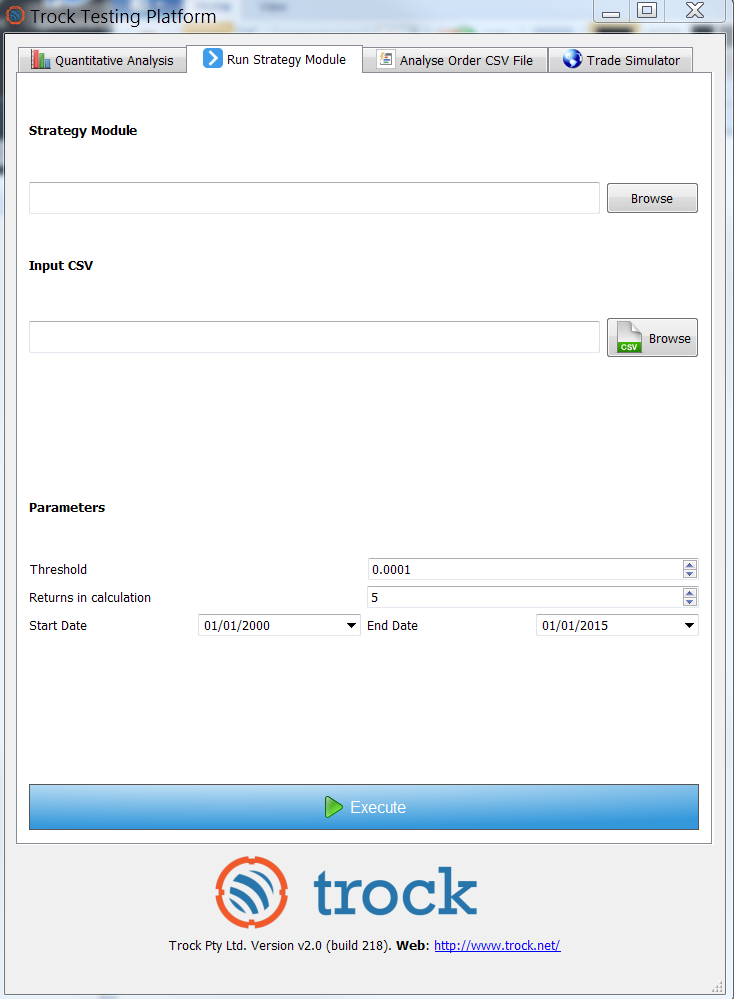 Trock Testing Platform
Quantitative Analysis Run Strategy Module Analyse Order CSV File Trade Simulator
Strategy Module
Browse
Input CSV
CSV Browse
Parameters
Threshold 0.0001
Returns in calculation 5
Start Date 01/01/2000 End Date 01/01/2015
Execute
trock
Trock Pty Ltd. Version v2.0 (build 218). Web: http://www.trock.net/